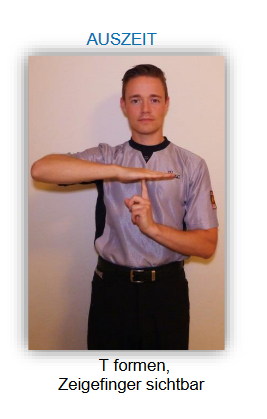 AUSZEIT
T formen,
Zeigefinger sichtbar